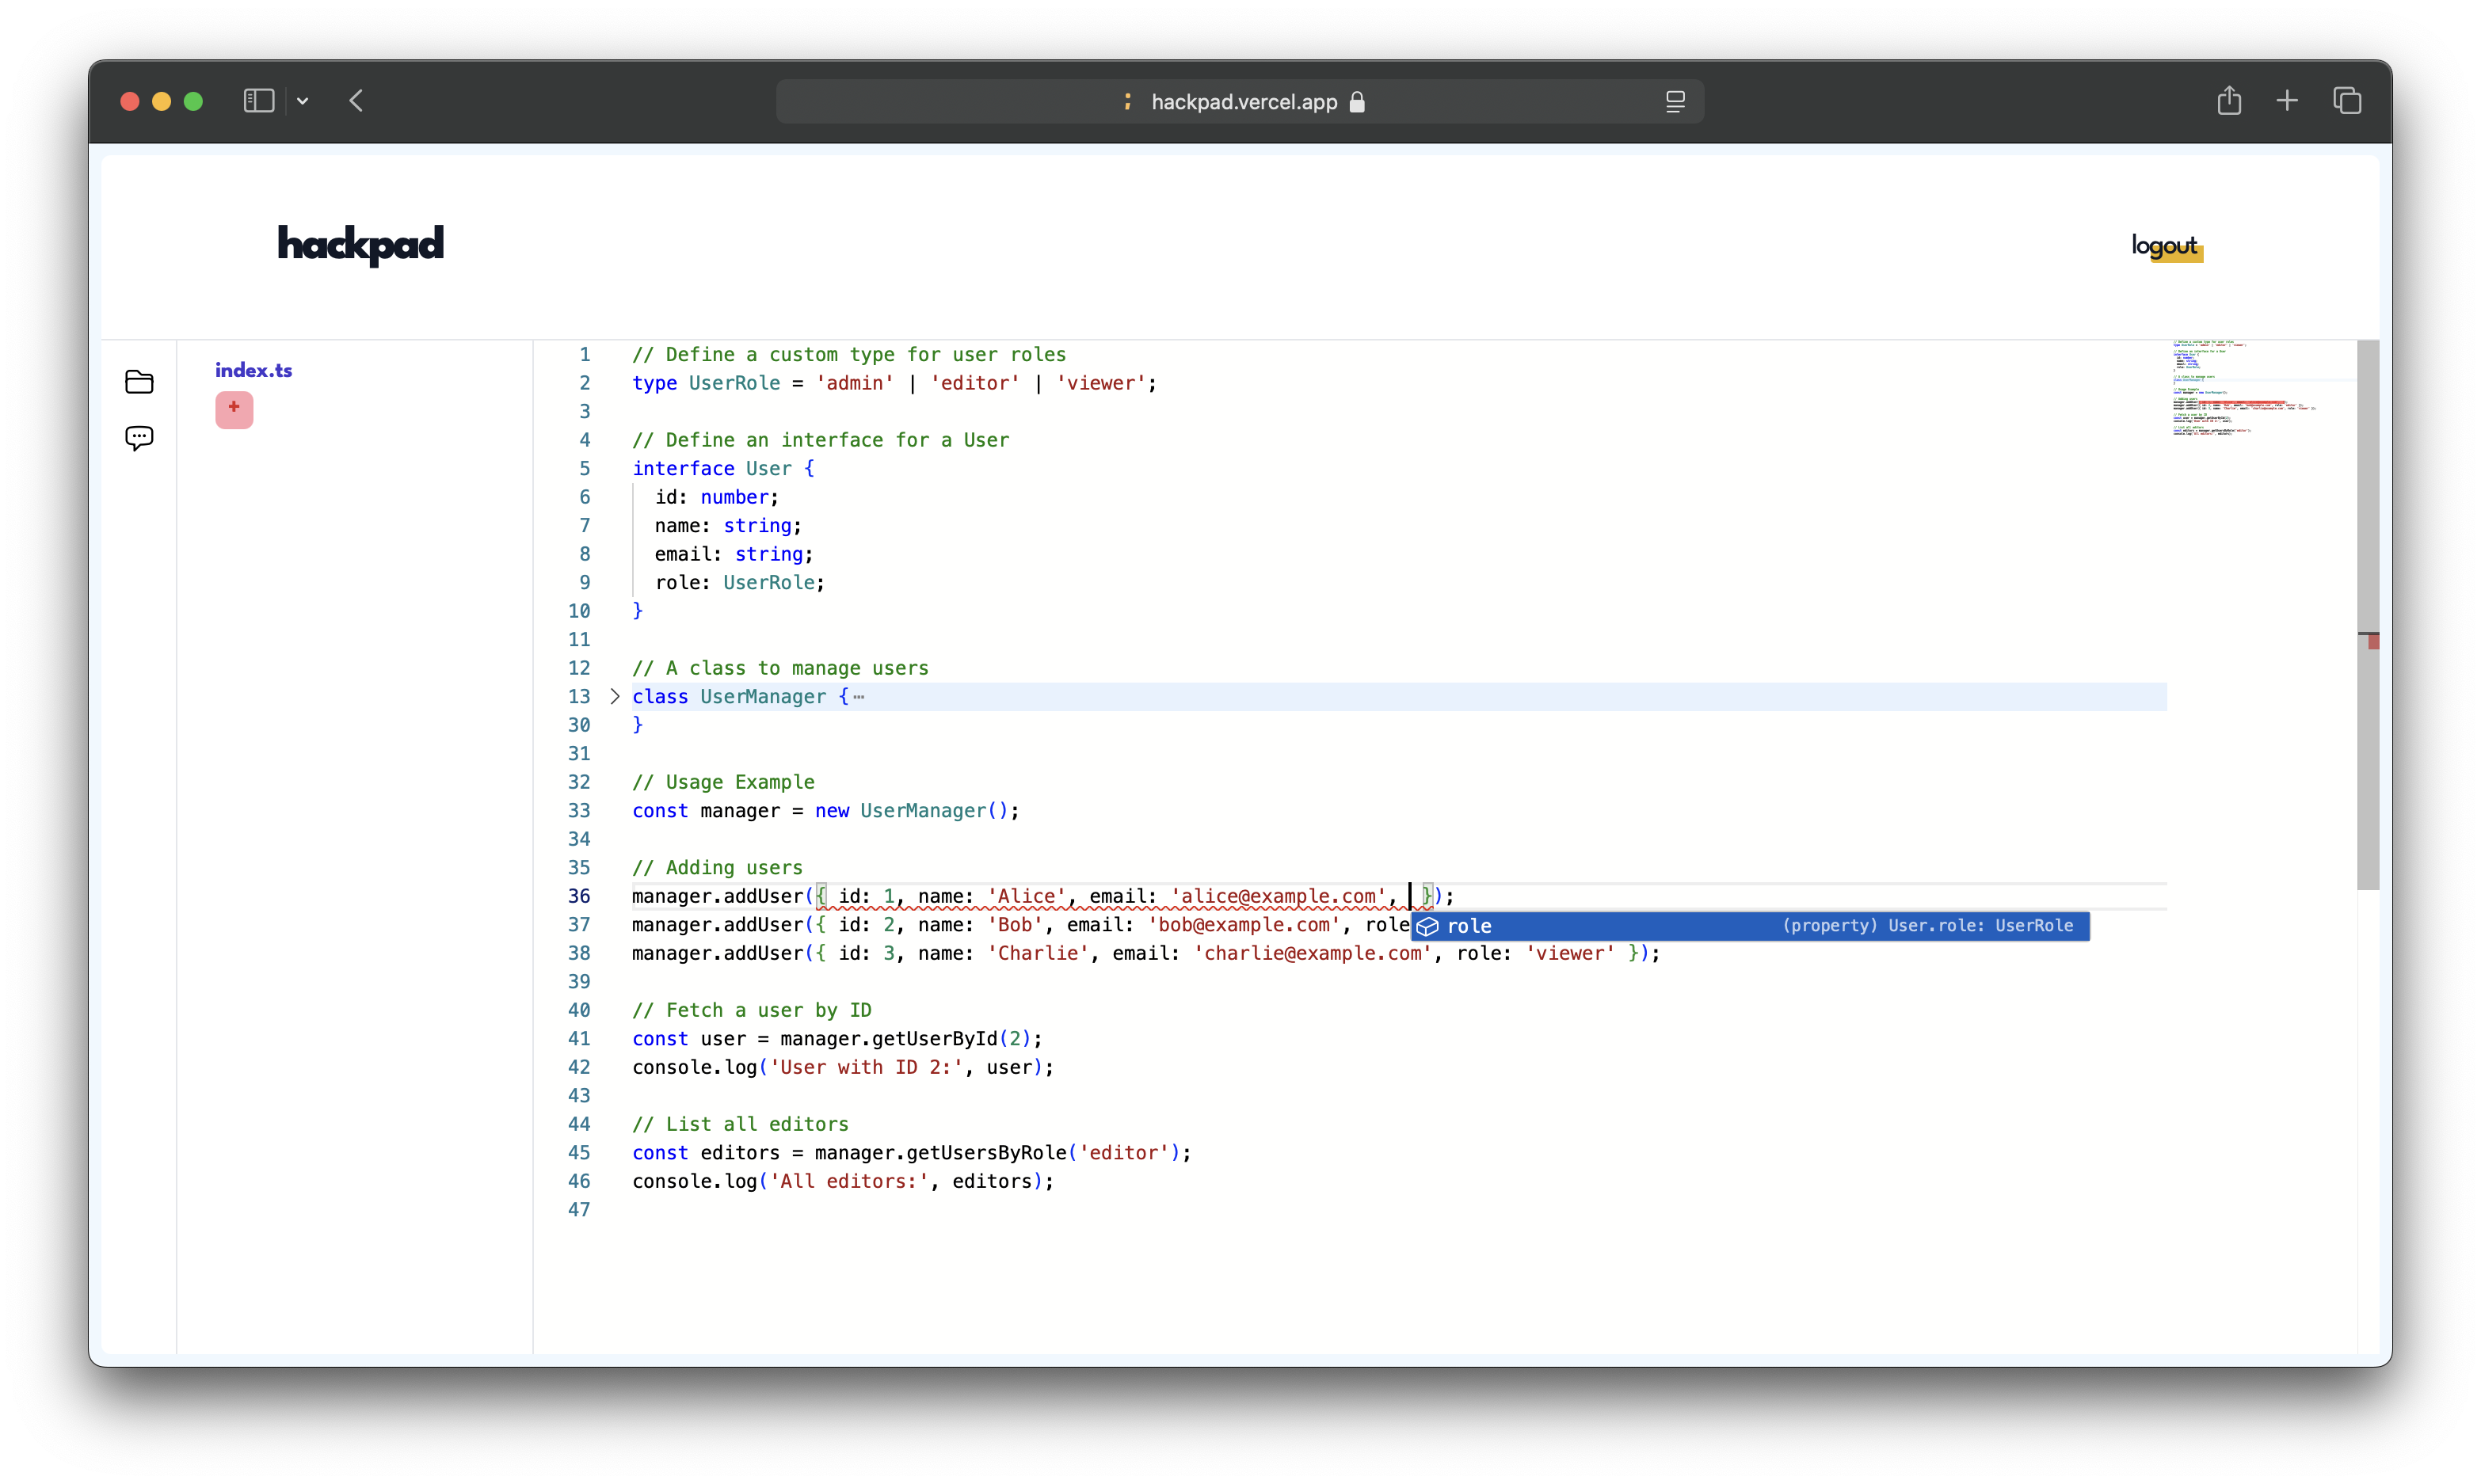 hackpad.vercel.app
hackpad
logout
index.ts
+
1 // Define a custom type for user roles
2 type UserRole = 'admin' | 'editor' | 'viewer';
3
4 // Define an interface for a User
5 interface User {
6   id: number;
7   name: string;
8   email: string;
9   role: UserRole;
10 }
11
12 // A class to manage users
13 class UserManager {⋯
30 }
31
32 // Usage Example
33 const manager = new UserManager();
34
35 // Adding users
36 manager.addUser({ id: 1, name: 'Alice', email: 'alice@example.com',  });
37 manager.addUser({ id: 2, name: 'Bob', email: 'bob@example.com', role
role (property) User.role: UserRole
38 manager.addUser({ id: 3, name: 'Charlie', email: 'charlie@example.com', role: 'viewer' });
39
40 // Fetch a user by ID
41 const user = manager.getUserById(2);
42 console.log('User with ID 2:', user);
43
44 // List all editors
45 const editors = manager.getUsersByRole('editor');
46 console.log('All editors:', editors);
47